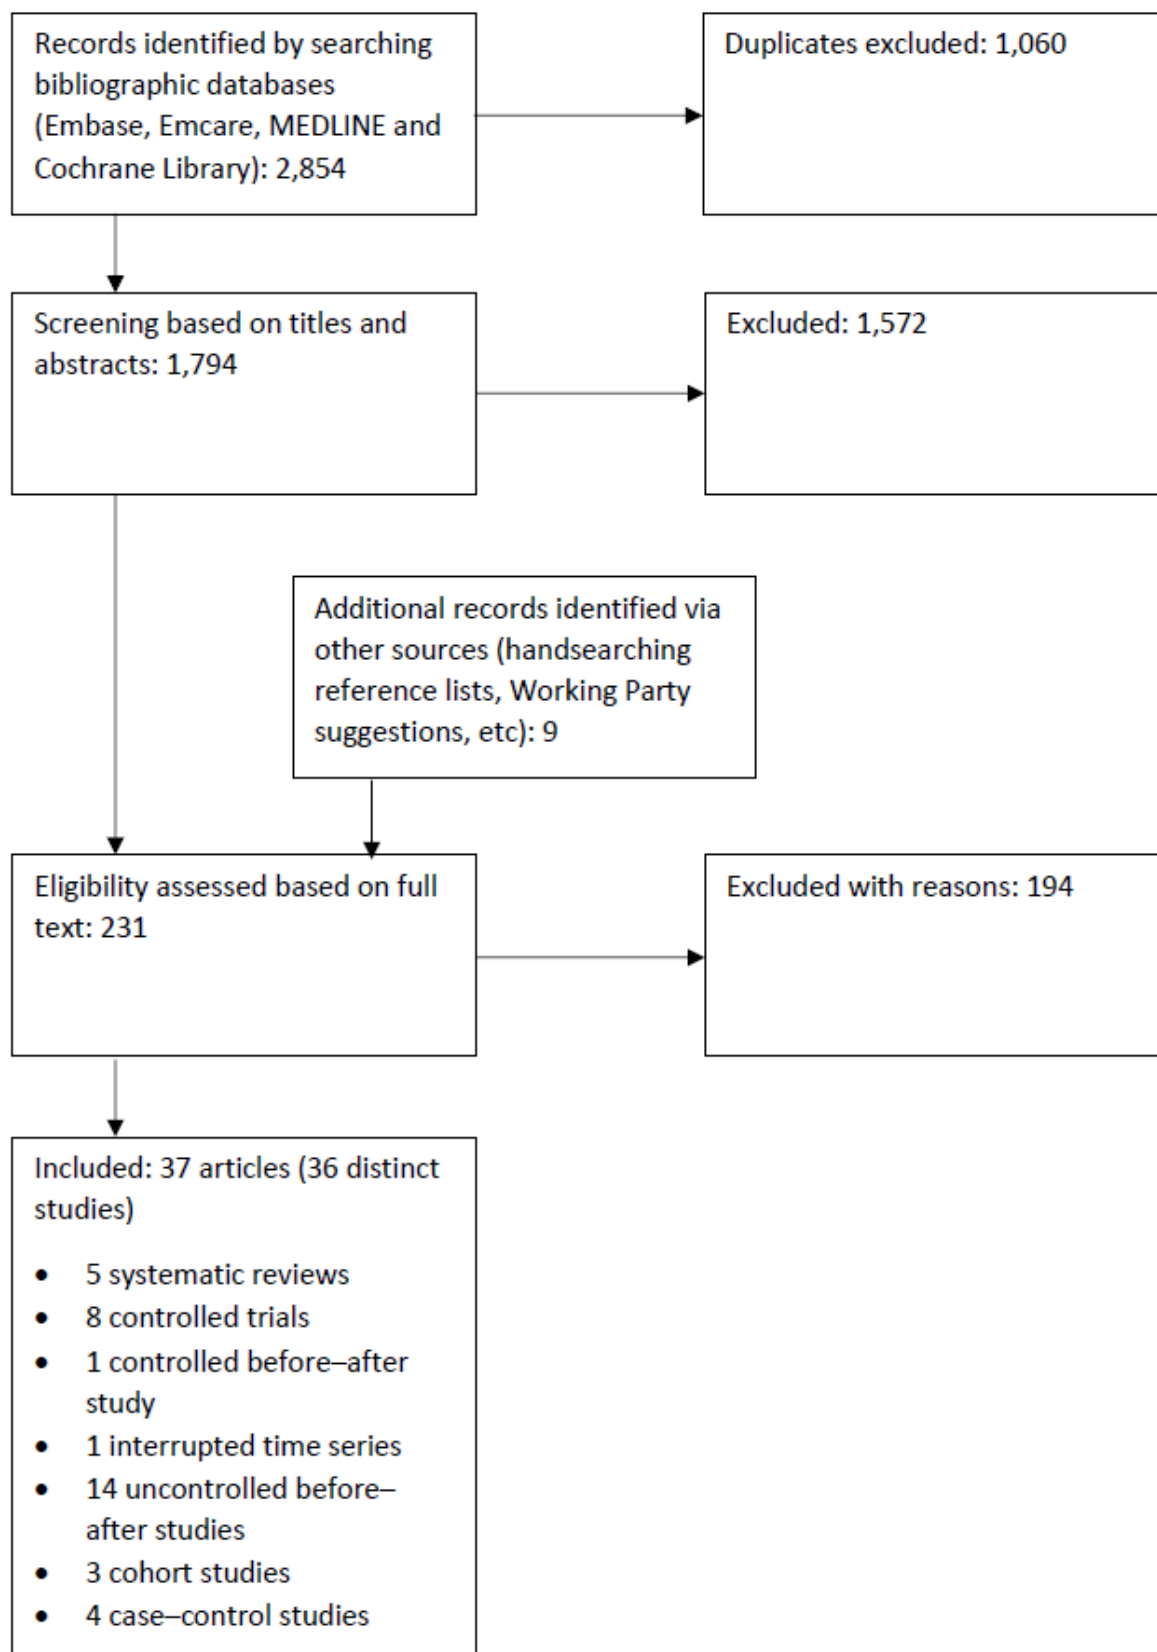 Records identified by searching
bibliographic databases
(Embase, Emcare, MEDLINE and
Cochrane Library): 2,854
Duplicates excluded: 1,060
Screening based on titles and
abstracts: 1,794
Excluded: 1,572
Additional records identified via
other sources (handsearching
reference lists, Working Party
suggestions, etc): 9
Eligibility assessed based on full
text: 231
Excluded with reasons: 194
Included: 37 articles (36 distinct
studies)
• 5 systematic reviews
• 8 controlled trials
• 1 controlled before–after
study
• 1 interrupted time series
• 14 uncontrolled before–
after studies
• 3 cohort studies
• 4 case–control studies